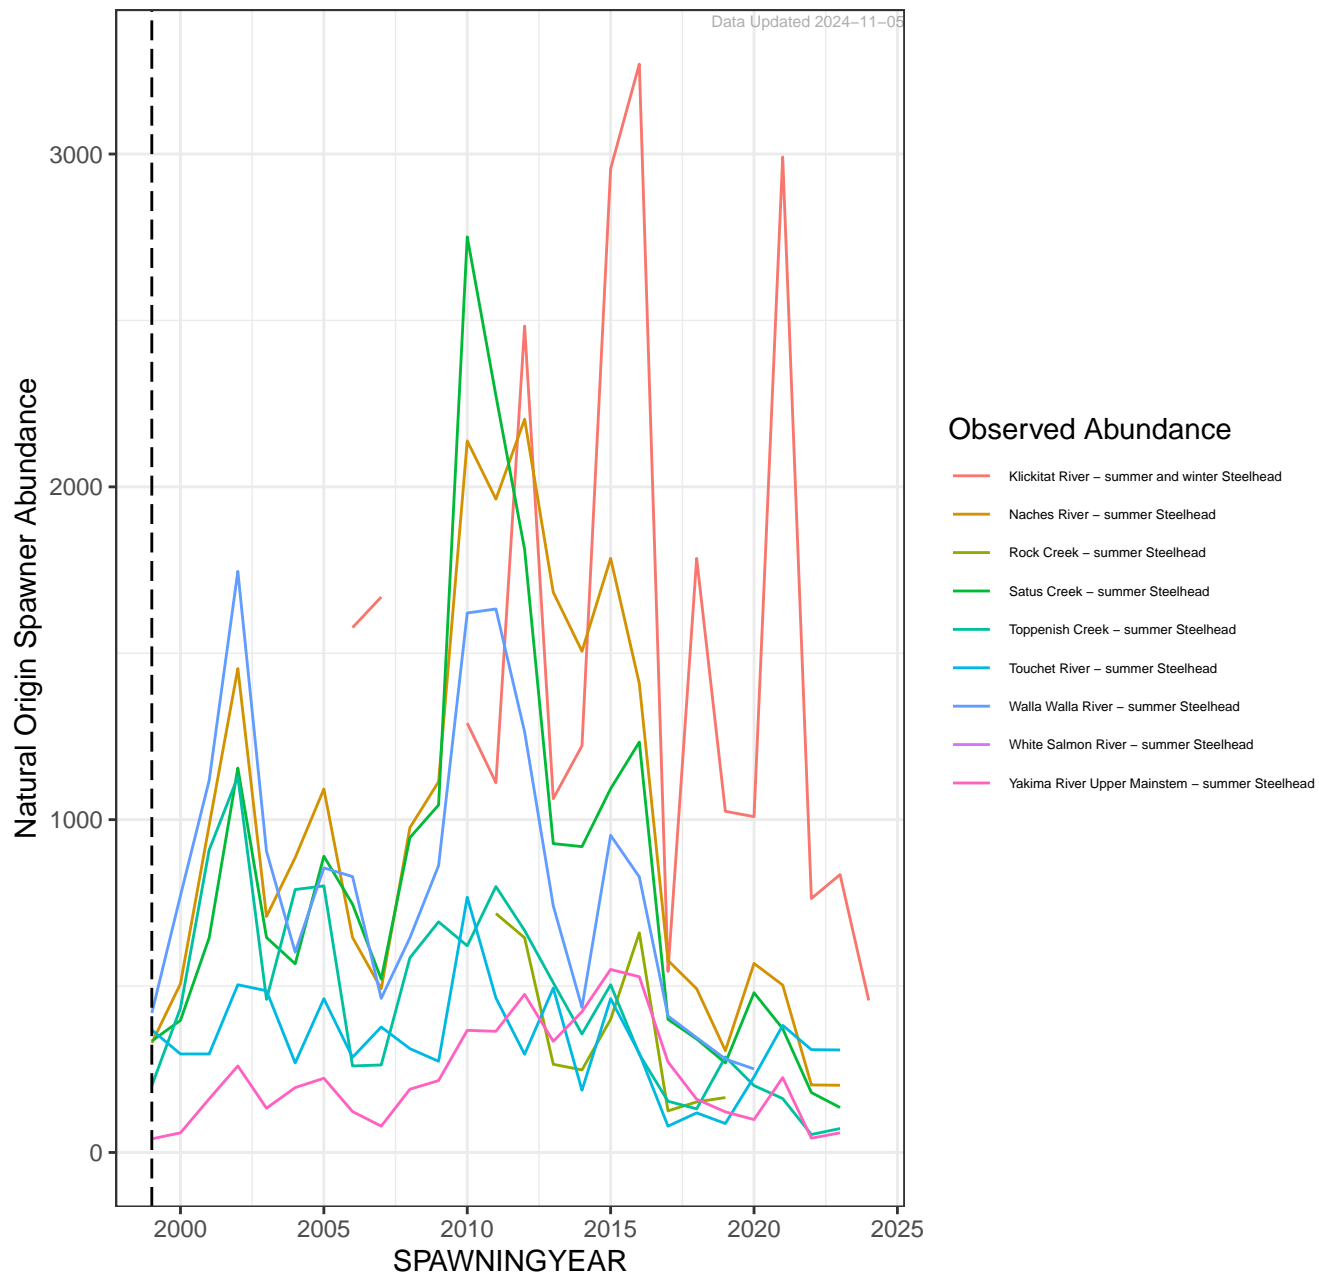 Data Updated 2024−11−05
3000
2000
1000
0
Natural Origin Spawner Abundance
2000 2005 2010 2015 2020 2025
SPAWNINGYEAR
Observed Abundance
Klickitat River − summer and winter Steelhead
Naches River − summer Steelhead
Rock Creek − summer Steelhead
Satus Creek − summer Steelhead
Toppenish Creek − summer Steelhead
Touchet River − summer Steelhead
Walla Walla River − summer Steelhead
White Salmon River − summer Steelhead
Yakima River Upper Mainstem − summer Steelhead